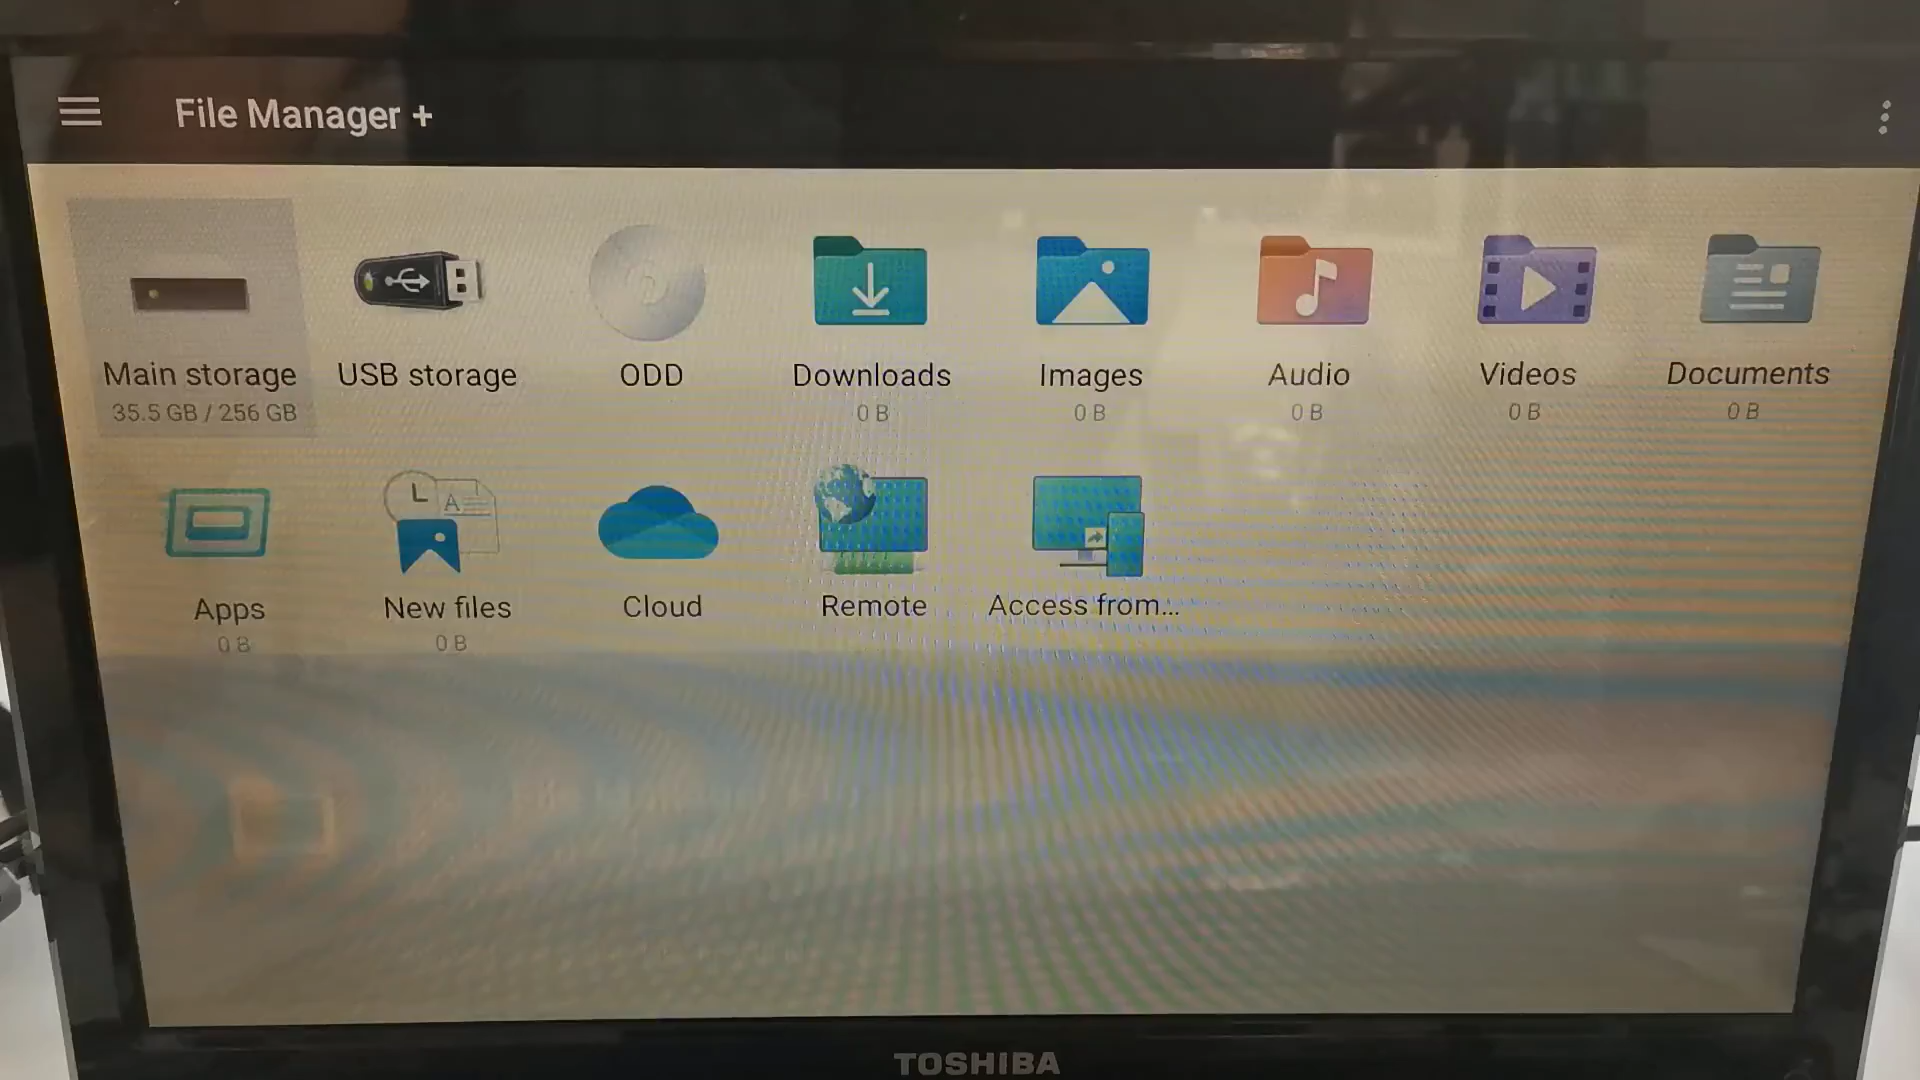 File Manager +
Main storage
35.5 GB / 256 GB
USB storage
ODD
Downloads
0 B
Images
0 B
Audio
0 B
Videos
0 B
Documents
0 B
Apps
0 B
New files
0 B
Cloud
Remote
Access from...
TOSHIBA